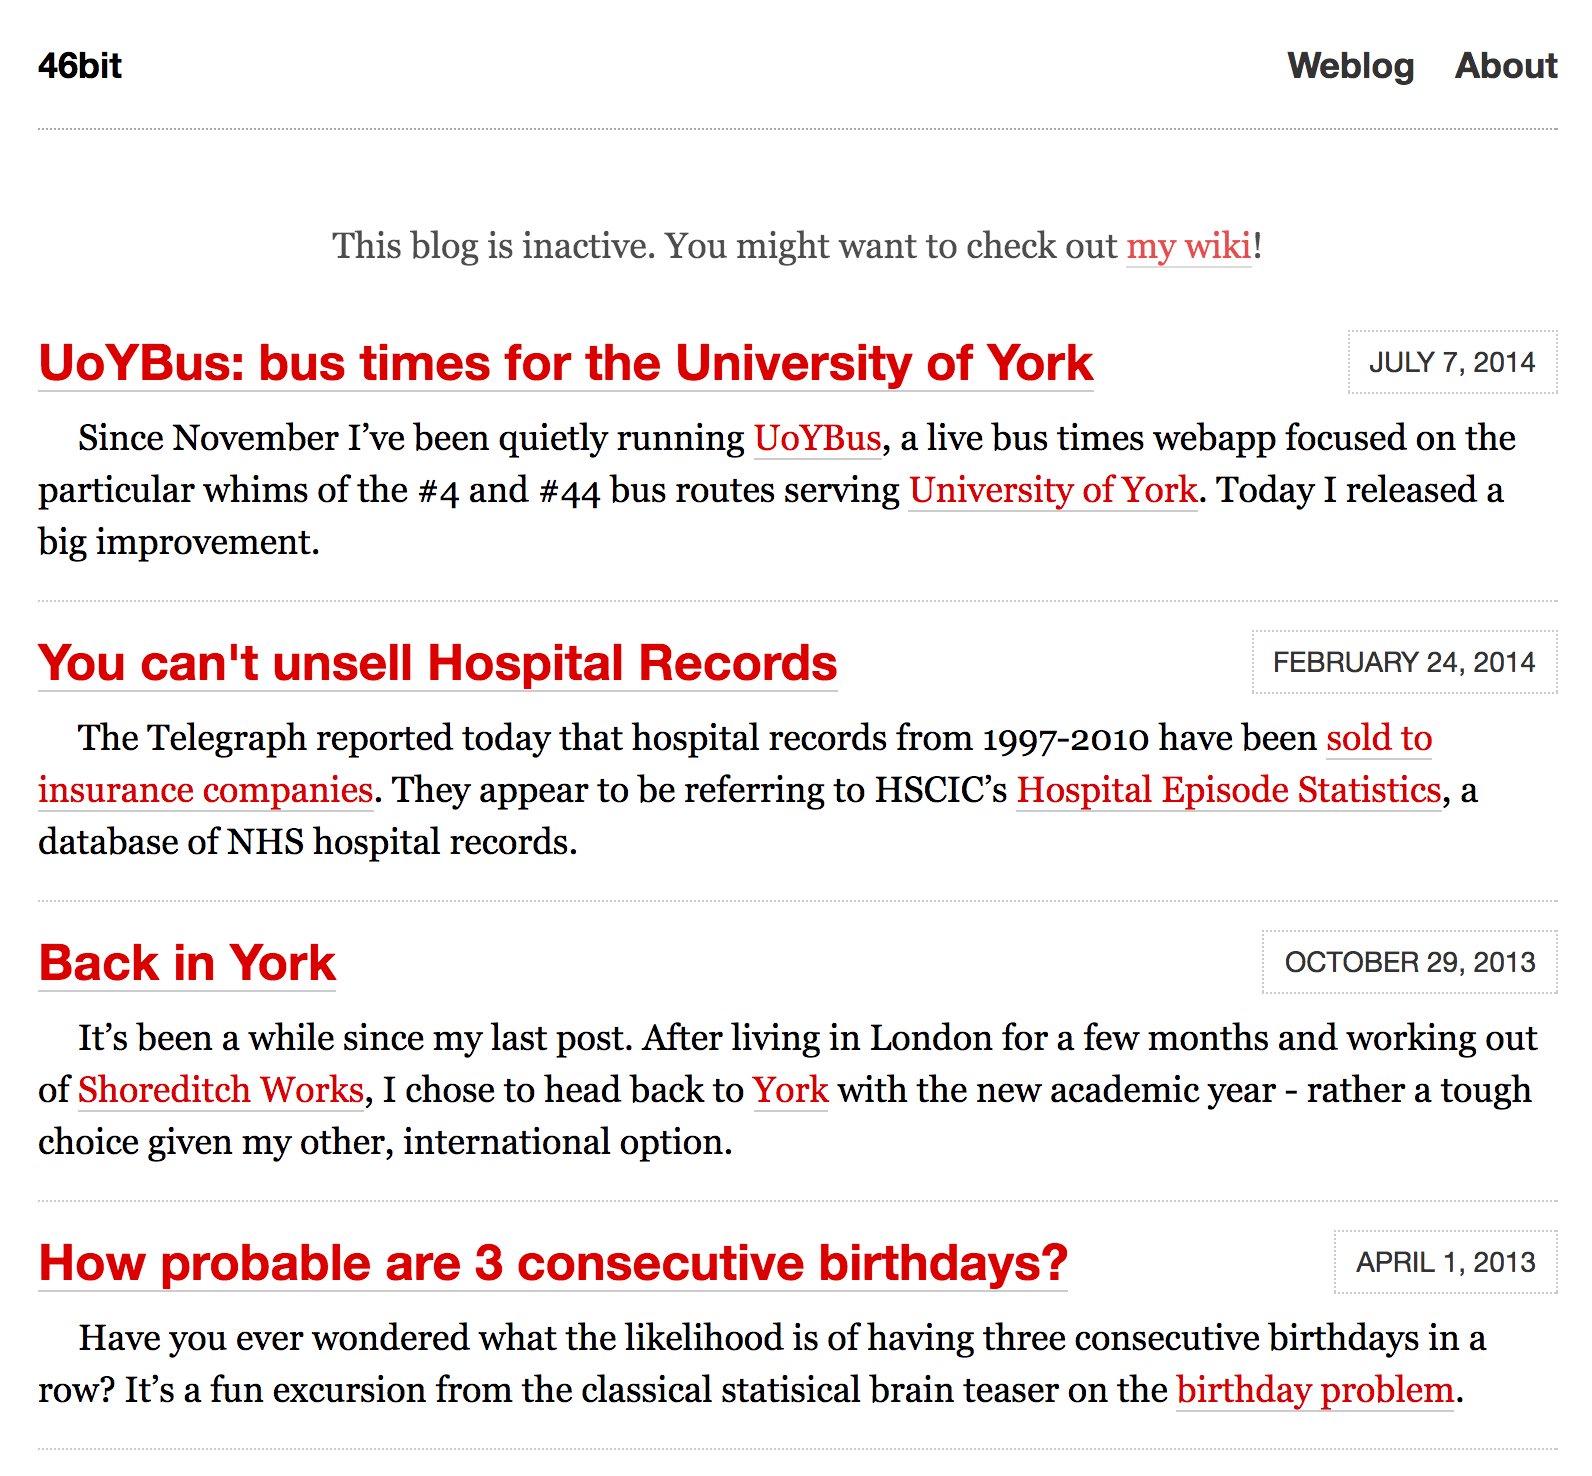 46bit
Weblog About
This blog is inactive. You might want to check out my wiki!
UoYBus: bus times for the University of York
JULY 7, 2014
Since November I’ve been quietly running UoYBus, a live bus times webapp focused on the
particular whims of the #4 and #44 bus routes serving University of York. Today I released a
big improvement.
You can't unsell Hospital Records
FEBRUARY 24, 2014
The Telegraph reported today that hospital records from 1997-2010 have been sold to
insurance companies. They appear to be referring to HSCIC’s Hospital Episode Statistics, a
database of NHS hospital records.
Back in York
OCTOBER 29, 2013
It’s been a while since my last post. After living in London for a few months and working out
of Shoreditch Works, I chose to head back to York with the new academic year - rather a tough
choice given my other, international option.
How probable are 3 consecutive birthdays?
APRIL 1, 2013
Have you ever wondered what the likelihood is of having three consecutive birthdays in a
row? It’s a fun excursion from the classical statisical brain teaser on the birthday problem.